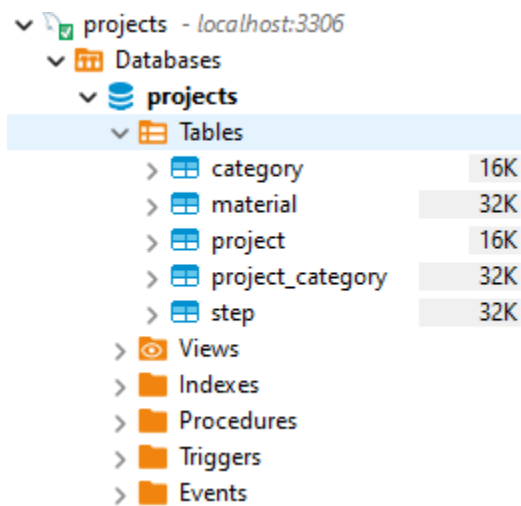 projects - localhost:3306
Databases
projects
Tables
category 16K
material 32K
project 16K
project_category 32K
step 32K
Views
Indexes
Procedures
Triggers
Events